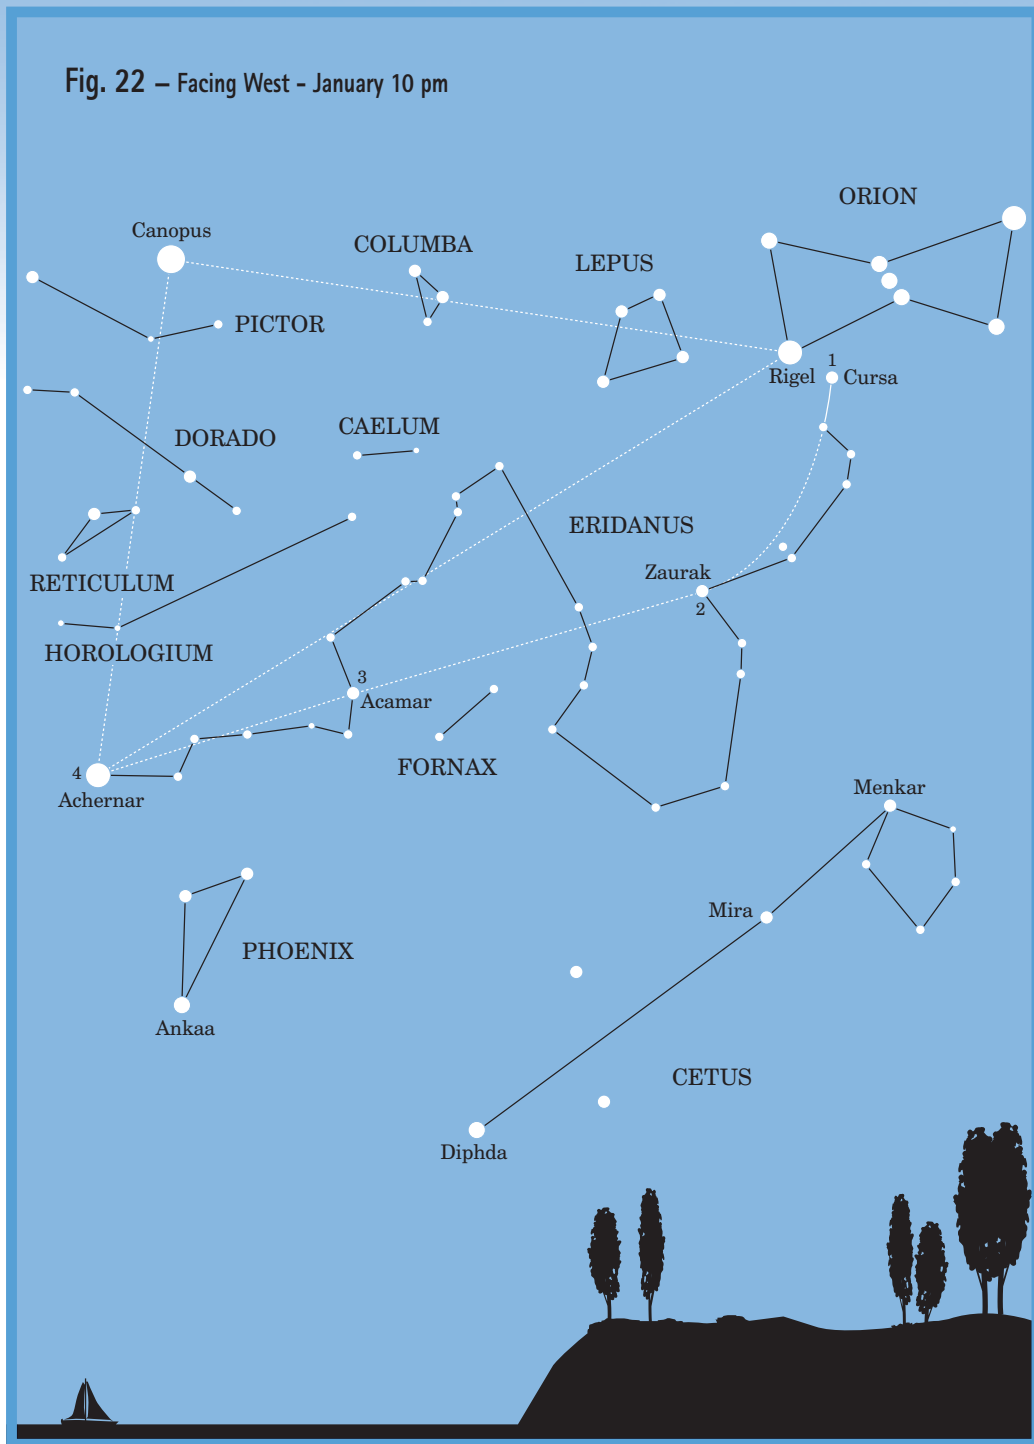 Fig. 22 – Facing West - January 10 pm
ORION
Canopus
COLUMBA
LEPUS
PICTOR
Rigel
1
Cursa
DORADO
CAELUM
ERIDANUS
RETICULUM
Zaurak
2
HOROLOGIUM
3
Acamar
FORNAX
4
Achernar
Menkar
Mira
PHOENIX
Ankaa
CETUS
Diphda